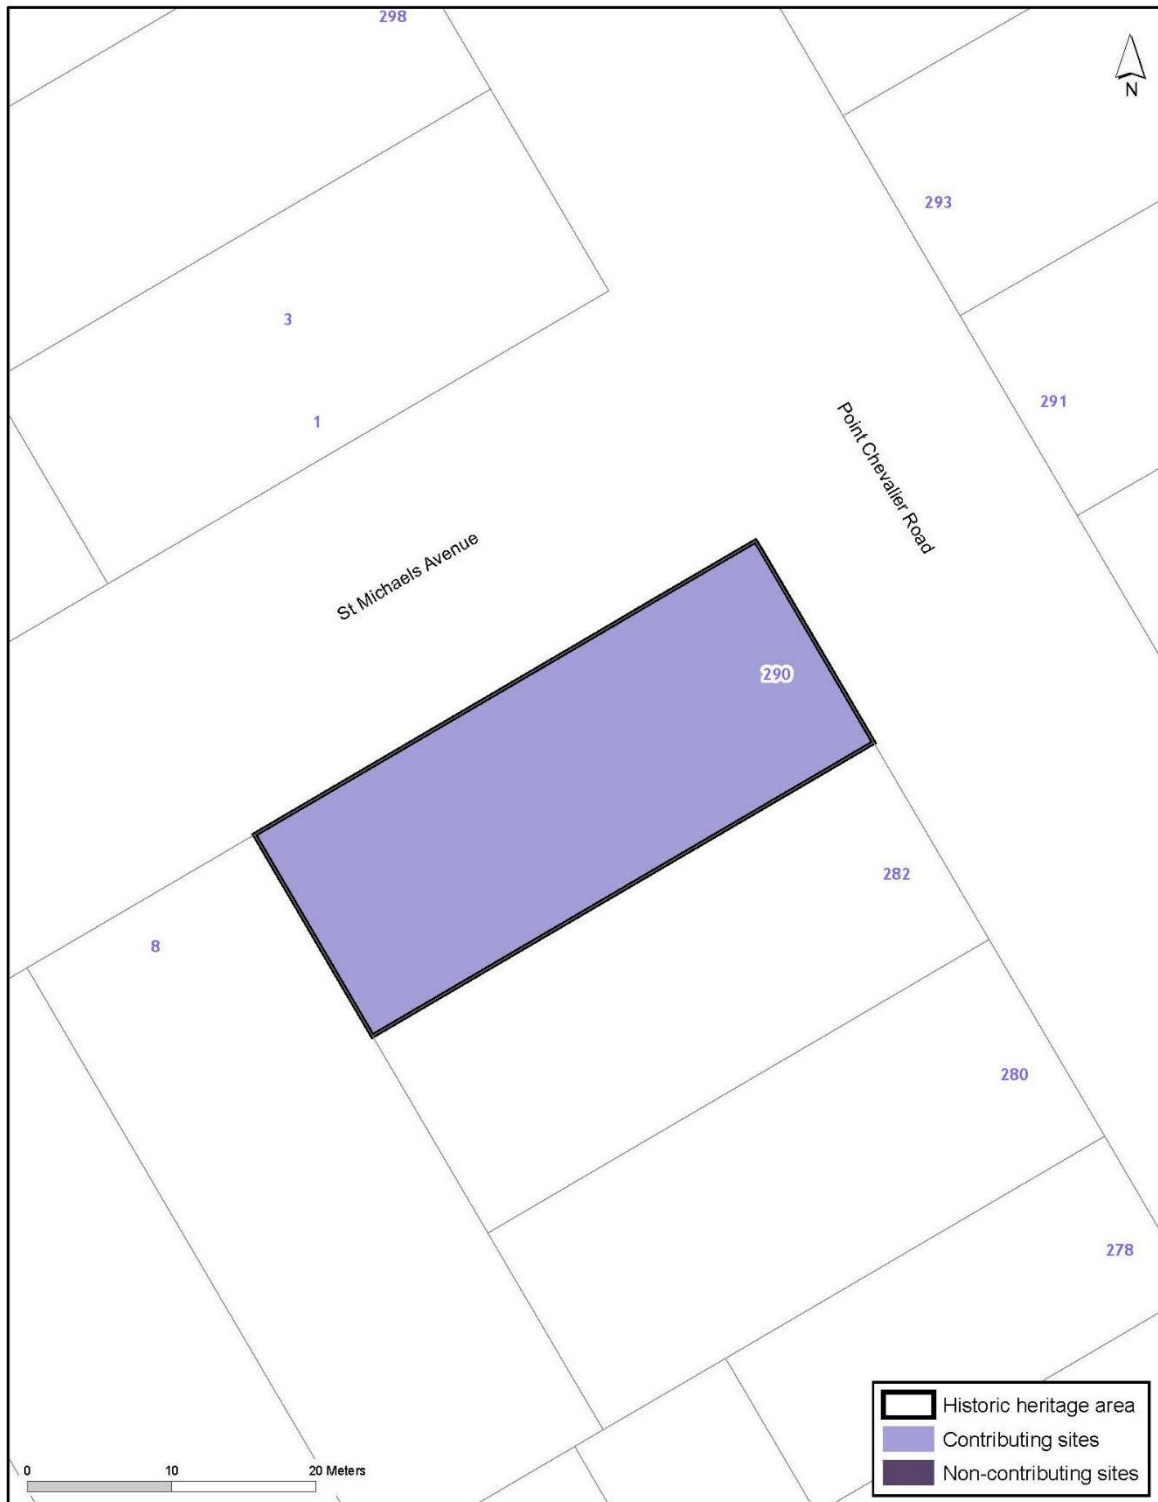 298
N
293
3
291
1
Point Chevalier Road
St Michaels Avenue
290
282
8
280
278
Historic heritage area
Contributing sites
Non-contributing sites
0 10 20 Meters